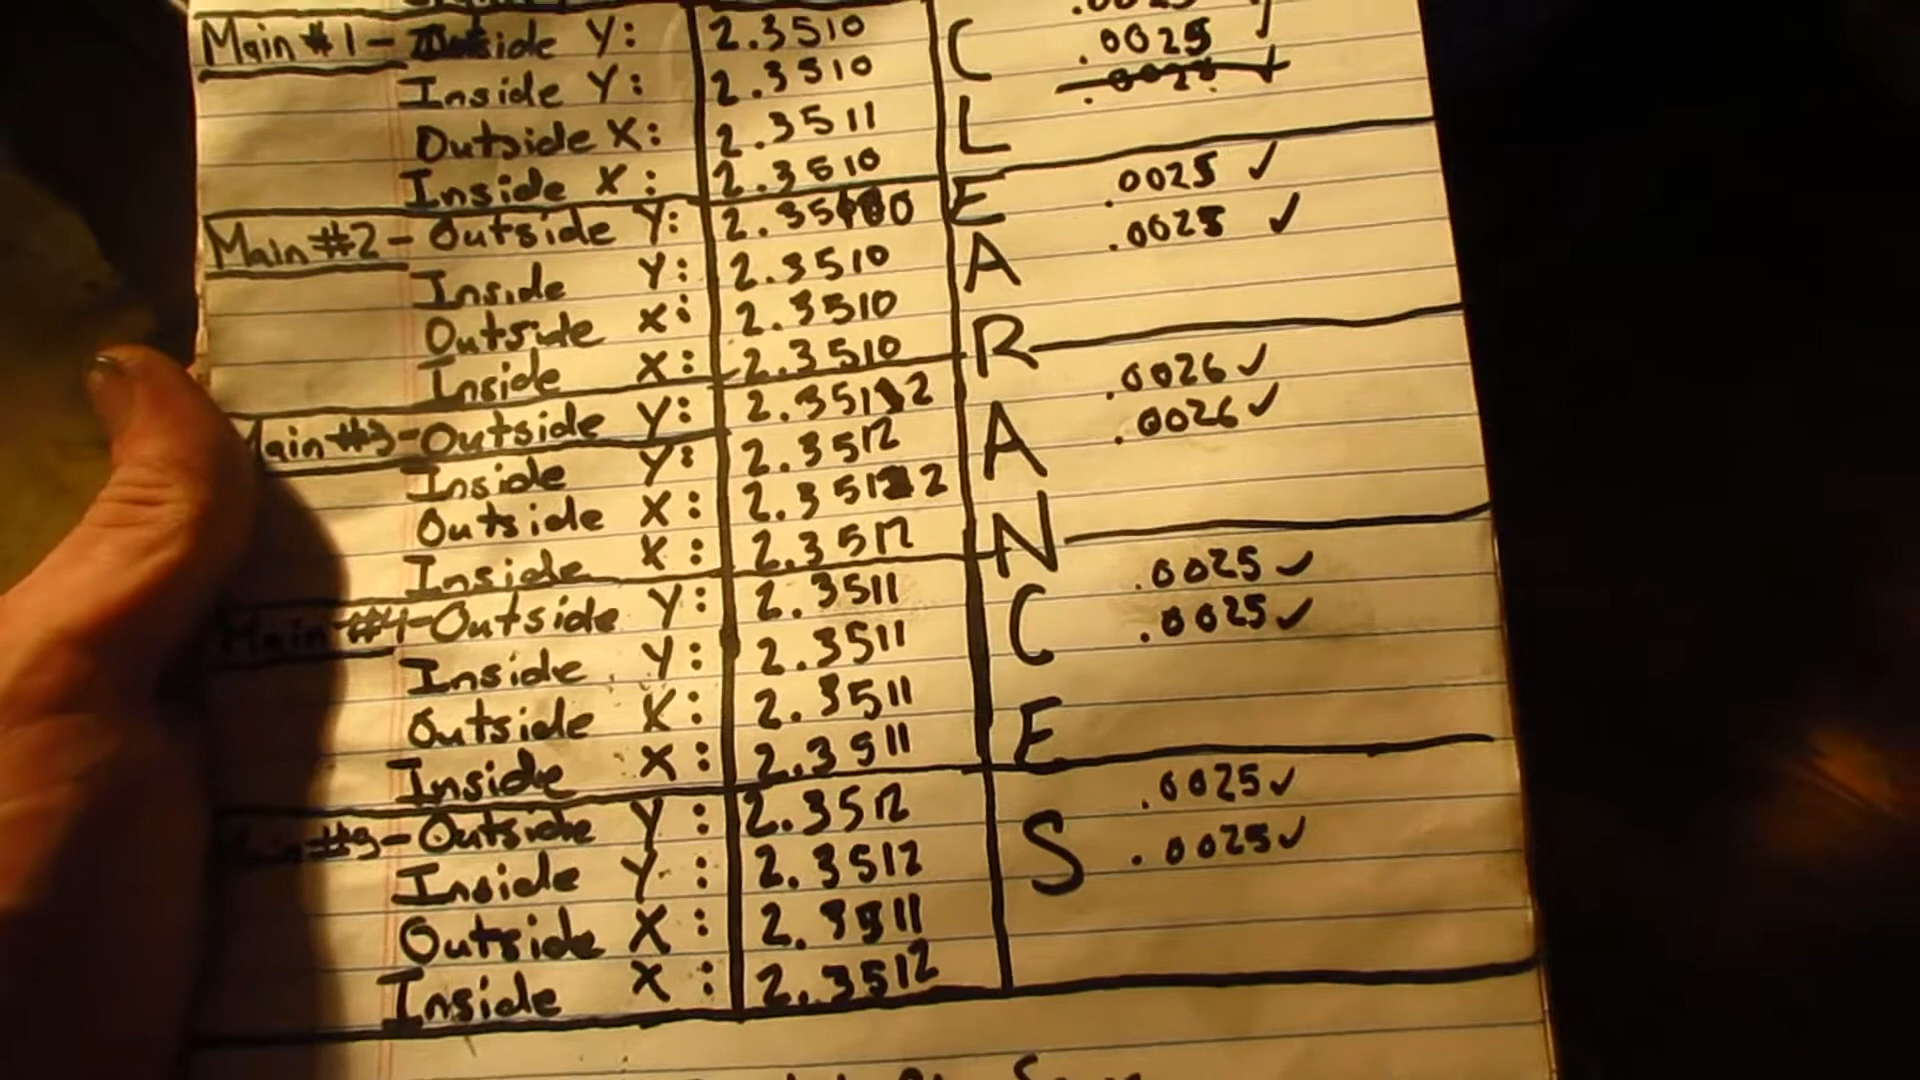 Main #1 - Outside Y: 2.3510 C .0025
Inside Y: 2.3510
Outside X: 2.3511 L
Inside X: 2.3510
Main #2 - Outside Y: 2.3510 E .0025 ✓
Inside Y: 2.3510 A .0025 ✓
Outside X: 2.3510
Inside X: 2.3510 R
Main #3 - Outside Y: 2.3512 .0026 ✓
Inside Y: 2.3512 A .0026 ✓
Outside X: 2.3512
Inside X: 2.3512 N
Main #4 - Outside Y: 2.3511 .0025 ✓
Inside Y: 2.3511 C .0025 ✓
Outside X: 2.3511
Inside X: 2.3511 E
Main #5 - Outside Y: 2.3512 .0025 ✓
Inside Y: 2.3512 S .0025 ✓
Outside X: 2.3511
Inside X: 2.3512